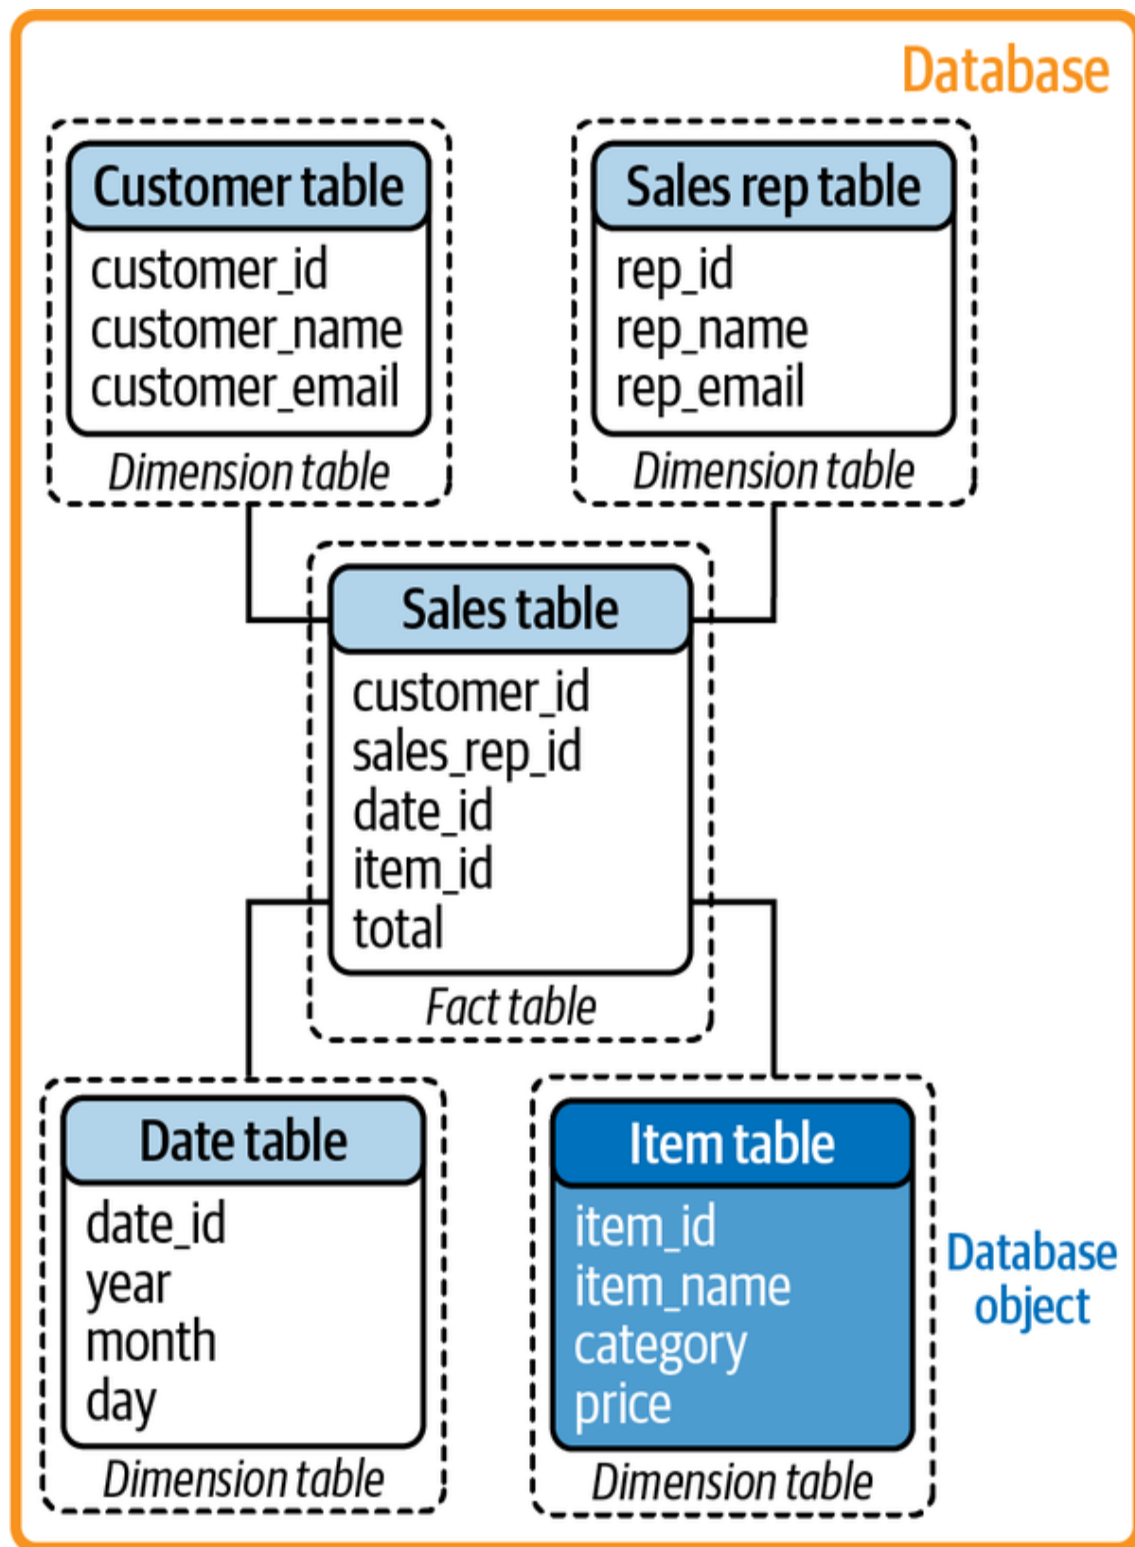 Database
Customer table
customer_id
customer_name
customer_email
Dimension table
Sales rep table
rep_id
rep_name
rep_email
Dimension table
Sales table
customer_id
sales_rep_id
date_id
item_id
total
Fact table
Date table
date_id
year
month
day
Dimension table
Item table
item_id
item_name
category
price
Dimension table
Database
object